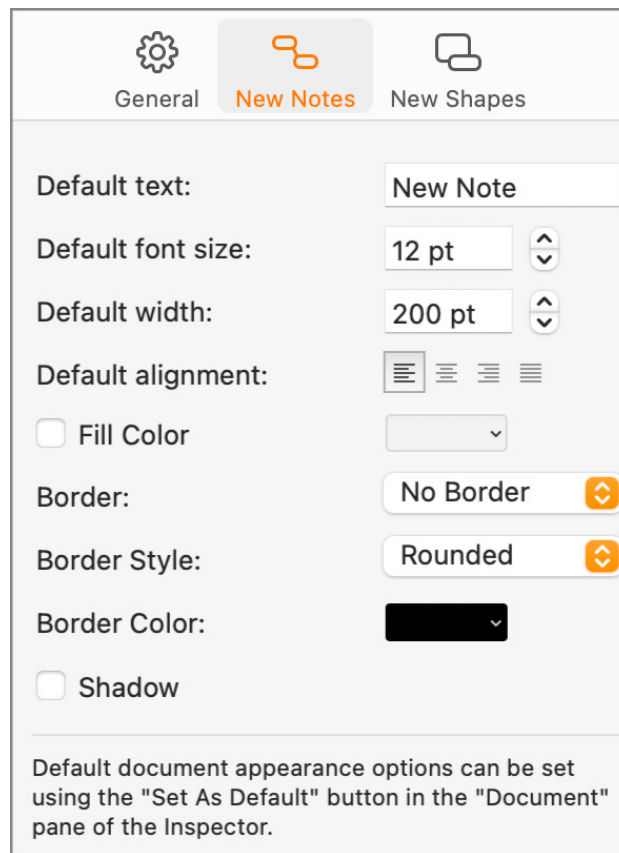 General New Notes New Shapes
Default text: New Note
Default font size: 12 pt
Default width: 200 pt
Default alignment:
Fill Color
Border: No Border
Border Style: Rounded
Border Color:
Shadow
Default document appearance options can be set
using the "Set As Default" button in the "Document"
pane of the Inspector.